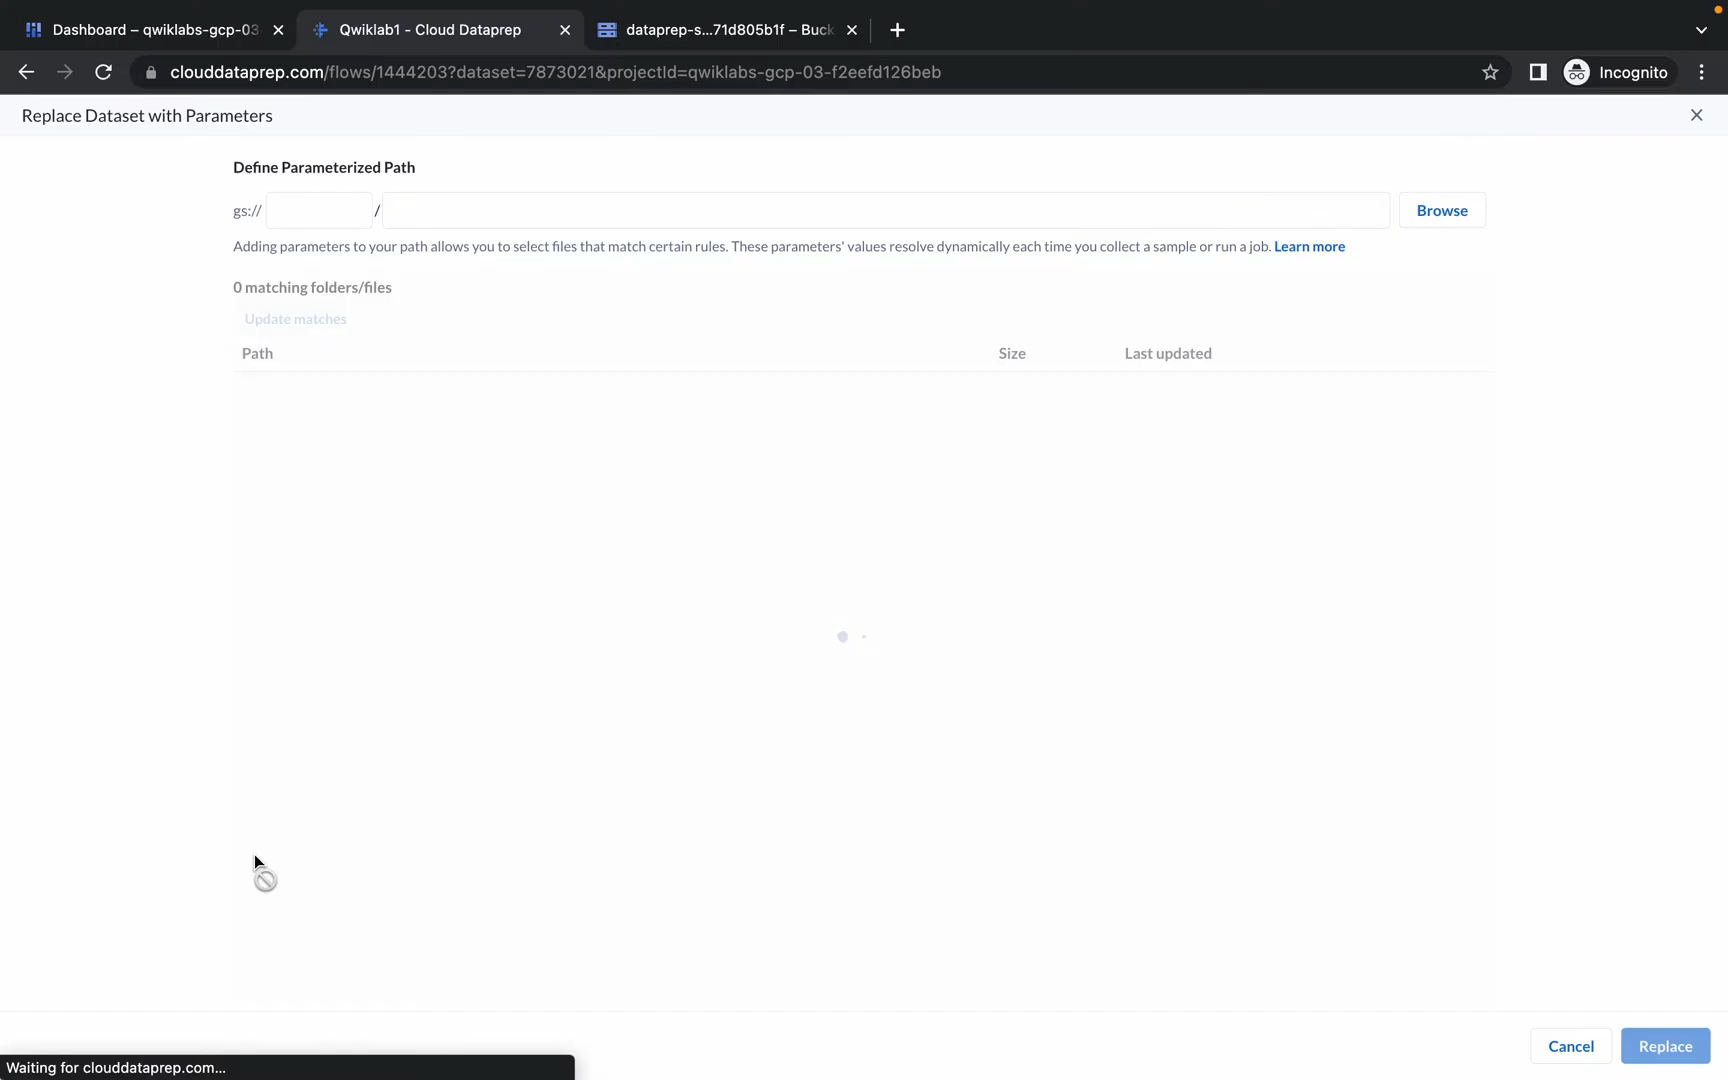 Dashboard – qwiklabs-gcp-03
Qwiklab1 - Cloud Dataprep
dataprep-s...71d805b1f – Buck
clouddataprep.com/flows/1444203?dataset=7873021&projectId=qwiklabs-gcp-03-f2eefd126beb
Incognito
Replace Dataset with Parameters
Define Parameterized Path
gs://
/
Browse
Adding parameters to your path allows you to select files that match certain rules. These parameters' values resolve dynamically each time you collect a sample or run a job. Learn more
0 matching folders/files
Update matches
Path Size Last updated
Cancel
Replace
Waiting for clouddataprep.com...